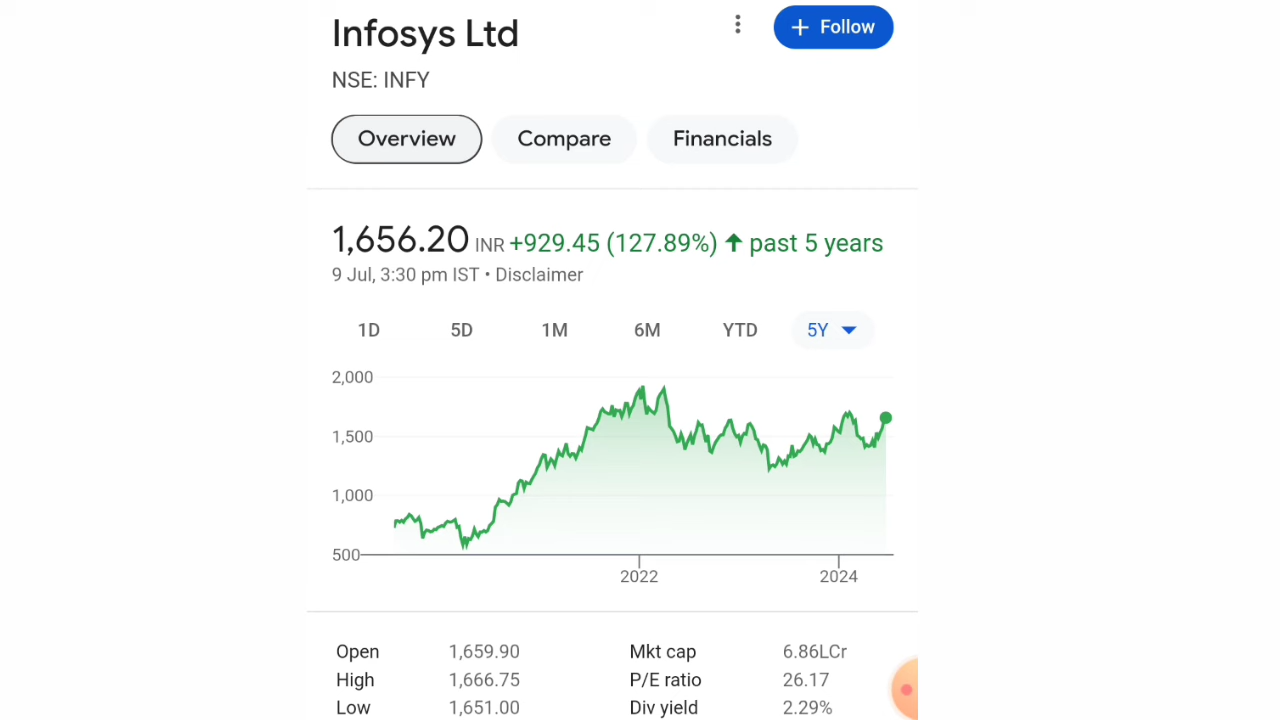 Infosys Ltd
+ Follow
NSE: INFY
Overview Compare Financials
1,656.20 INR +929.45 (127.89%) ↑ past 5 years
9 Jul, 3:30 pm IST • Disclaimer
1D 5D 1M 6M YTD 5Y
2,000
1,500
1,000
500
2022 2024
Open 1,659.90 Mkt cap 6.86LCr
High 1,666.75 P/E ratio 26.17
Low 1,651.00 Div yield 2.29%